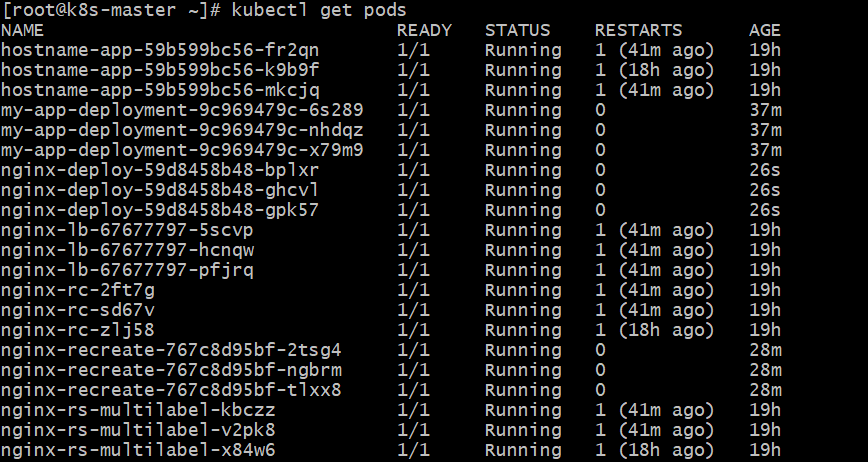 [root@k8s-master ~]# kubectl get pods
NAME READY STATUS RESTARTS AGE
hostname-app-59b599bc56-fr2qn 1/1 Running 1 (41m ago) 19h
hostname-app-59b599bc56-k9b9f 1/1 Running 1 (18h ago) 19h
hostname-app-59b599bc56-mkcjq 1/1 Running 1 (41m ago) 19h
my-app-deployment-9c969479c-6s289 1/1 Running 0 37m
my-app-deployment-9c969479c-nhdqz 1/1 Running 0 37m
my-app-deployment-9c969479c-x79m9 1/1 Running 0 37m
nginx-deploy-59d8458b48-bplxr 1/1 Running 0 26s
nginx-deploy-59d8458b48-ghcvl 1/1 Running 0 26s
nginx-deploy-59d8458b48-gpk57 1/1 Running 0 26s
nginx-lb-67677797-5scvp 1/1 Running 1 (41m ago) 19h
nginx-lb-67677797-hcnqw 1/1 Running 1 (41m ago) 19h
nginx-lb-67677797-pfjrq 1/1 Running 1 (41m ago) 19h
nginx-rc-2ft7g 1/1 Running 1 (41m ago) 19h
nginx-rc-sd67v 1/1 Running 1 (41m ago) 19h
nginx-rc-zlj58 1/1 Running 1 (18h ago) 19h
nginx-recreate-767c8d95bf-2tsg4 1/1 Running 0 28m
nginx-recreate-767c8d95bf-ngbrm 1/1 Running 0 28m
nginx-recreate-767c8d95bf-tlxx8 1/1 Running 0 28m
nginx-rs-multilabel-kbczz 1/1 Running 1 (41m ago) 19h
nginx-rs-multilabel-v2pk8 1/1 Running 1 (41m ago) 19h
nginx-rs-multilabel-x84w6 1/1 Running 1 (18h ago) 19h